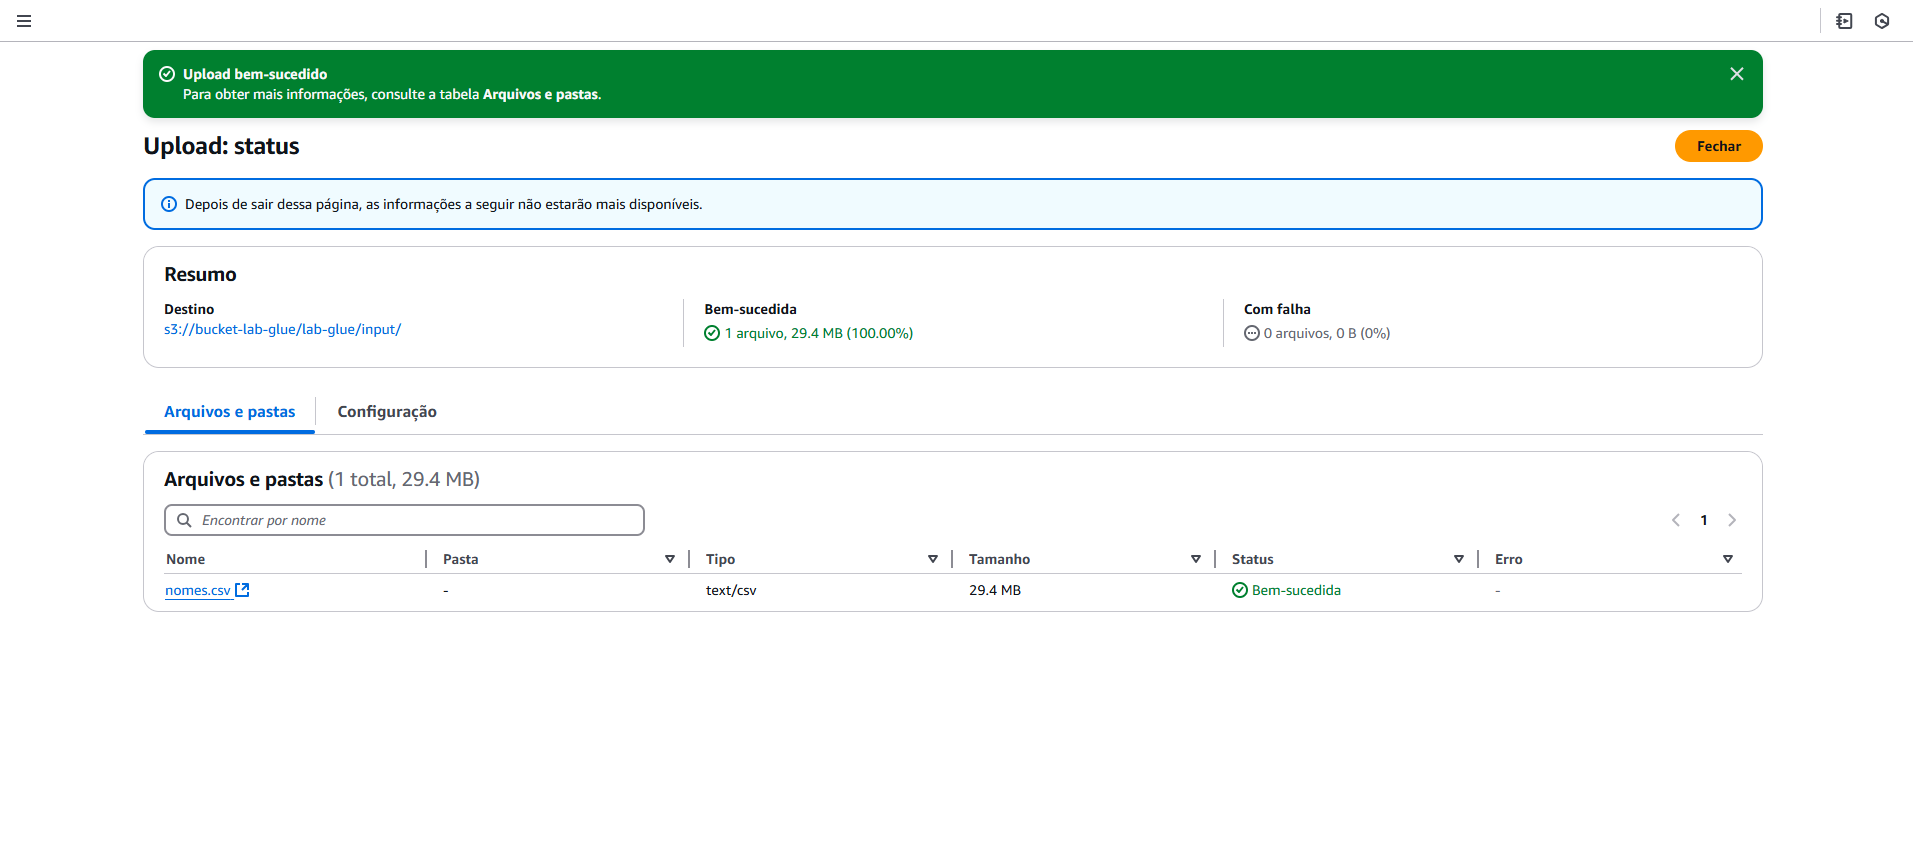 Upload bem-sucedido
Para obter mais informações, consulte a tabela Arquivos e pastas.
Upload: status
Fechar
Depois de sair dessa página, as informações a seguir não estarão mais disponíveis.
Resumo
Destino
s3://bucket-lab-glue/lab-glue/input/
Bem-sucedida
1 arquivo, 29.4 MB (100.00%)
Com falha
0 arquivos, 0 B (0%)
Arquivos e pastas
Configuração
Arquivos e pastas (1 total, 29.4 MB)
Encontrar por nome
1
Nome Pasta Tipo Tamanho Status Erro
nomes.csv - text/csv 29.4 MB Bem-sucedida -